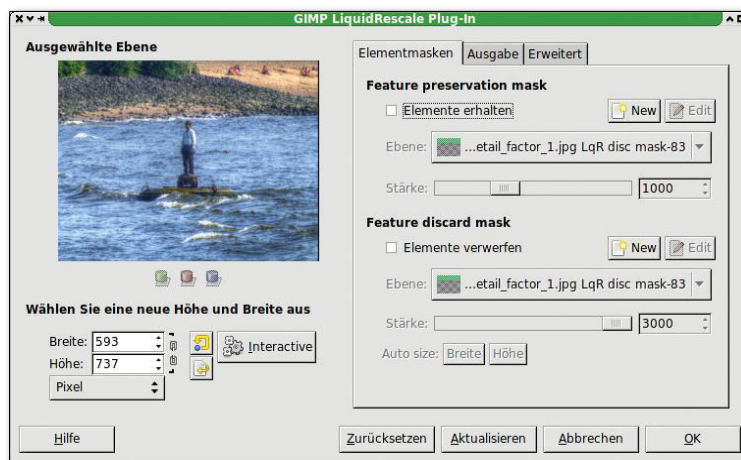 GIMP LiquidRescale Plug-In
Ausgewählte Ebene
Wählen Sie eine neue Höhe und Breite aus
Breite: 593
Höhe: 737
Interactive
Pixel
Elementmasken Ausgabe Erweitert
Feature preservation mask
Elemente erhalten New Edit
Ebene: ...etail_factor_1.jpg LqR disc mask-83
Stärke: 1000
Feature discard mask
Elemente verwerfen New Edit
Ebene: ...etail_factor_1.jpg LqR disc mask-83
Stärke: 3000
Auto size: Breite Höhe
Hilfe Zurücksetzen Aktualisieren Abbrechen OK